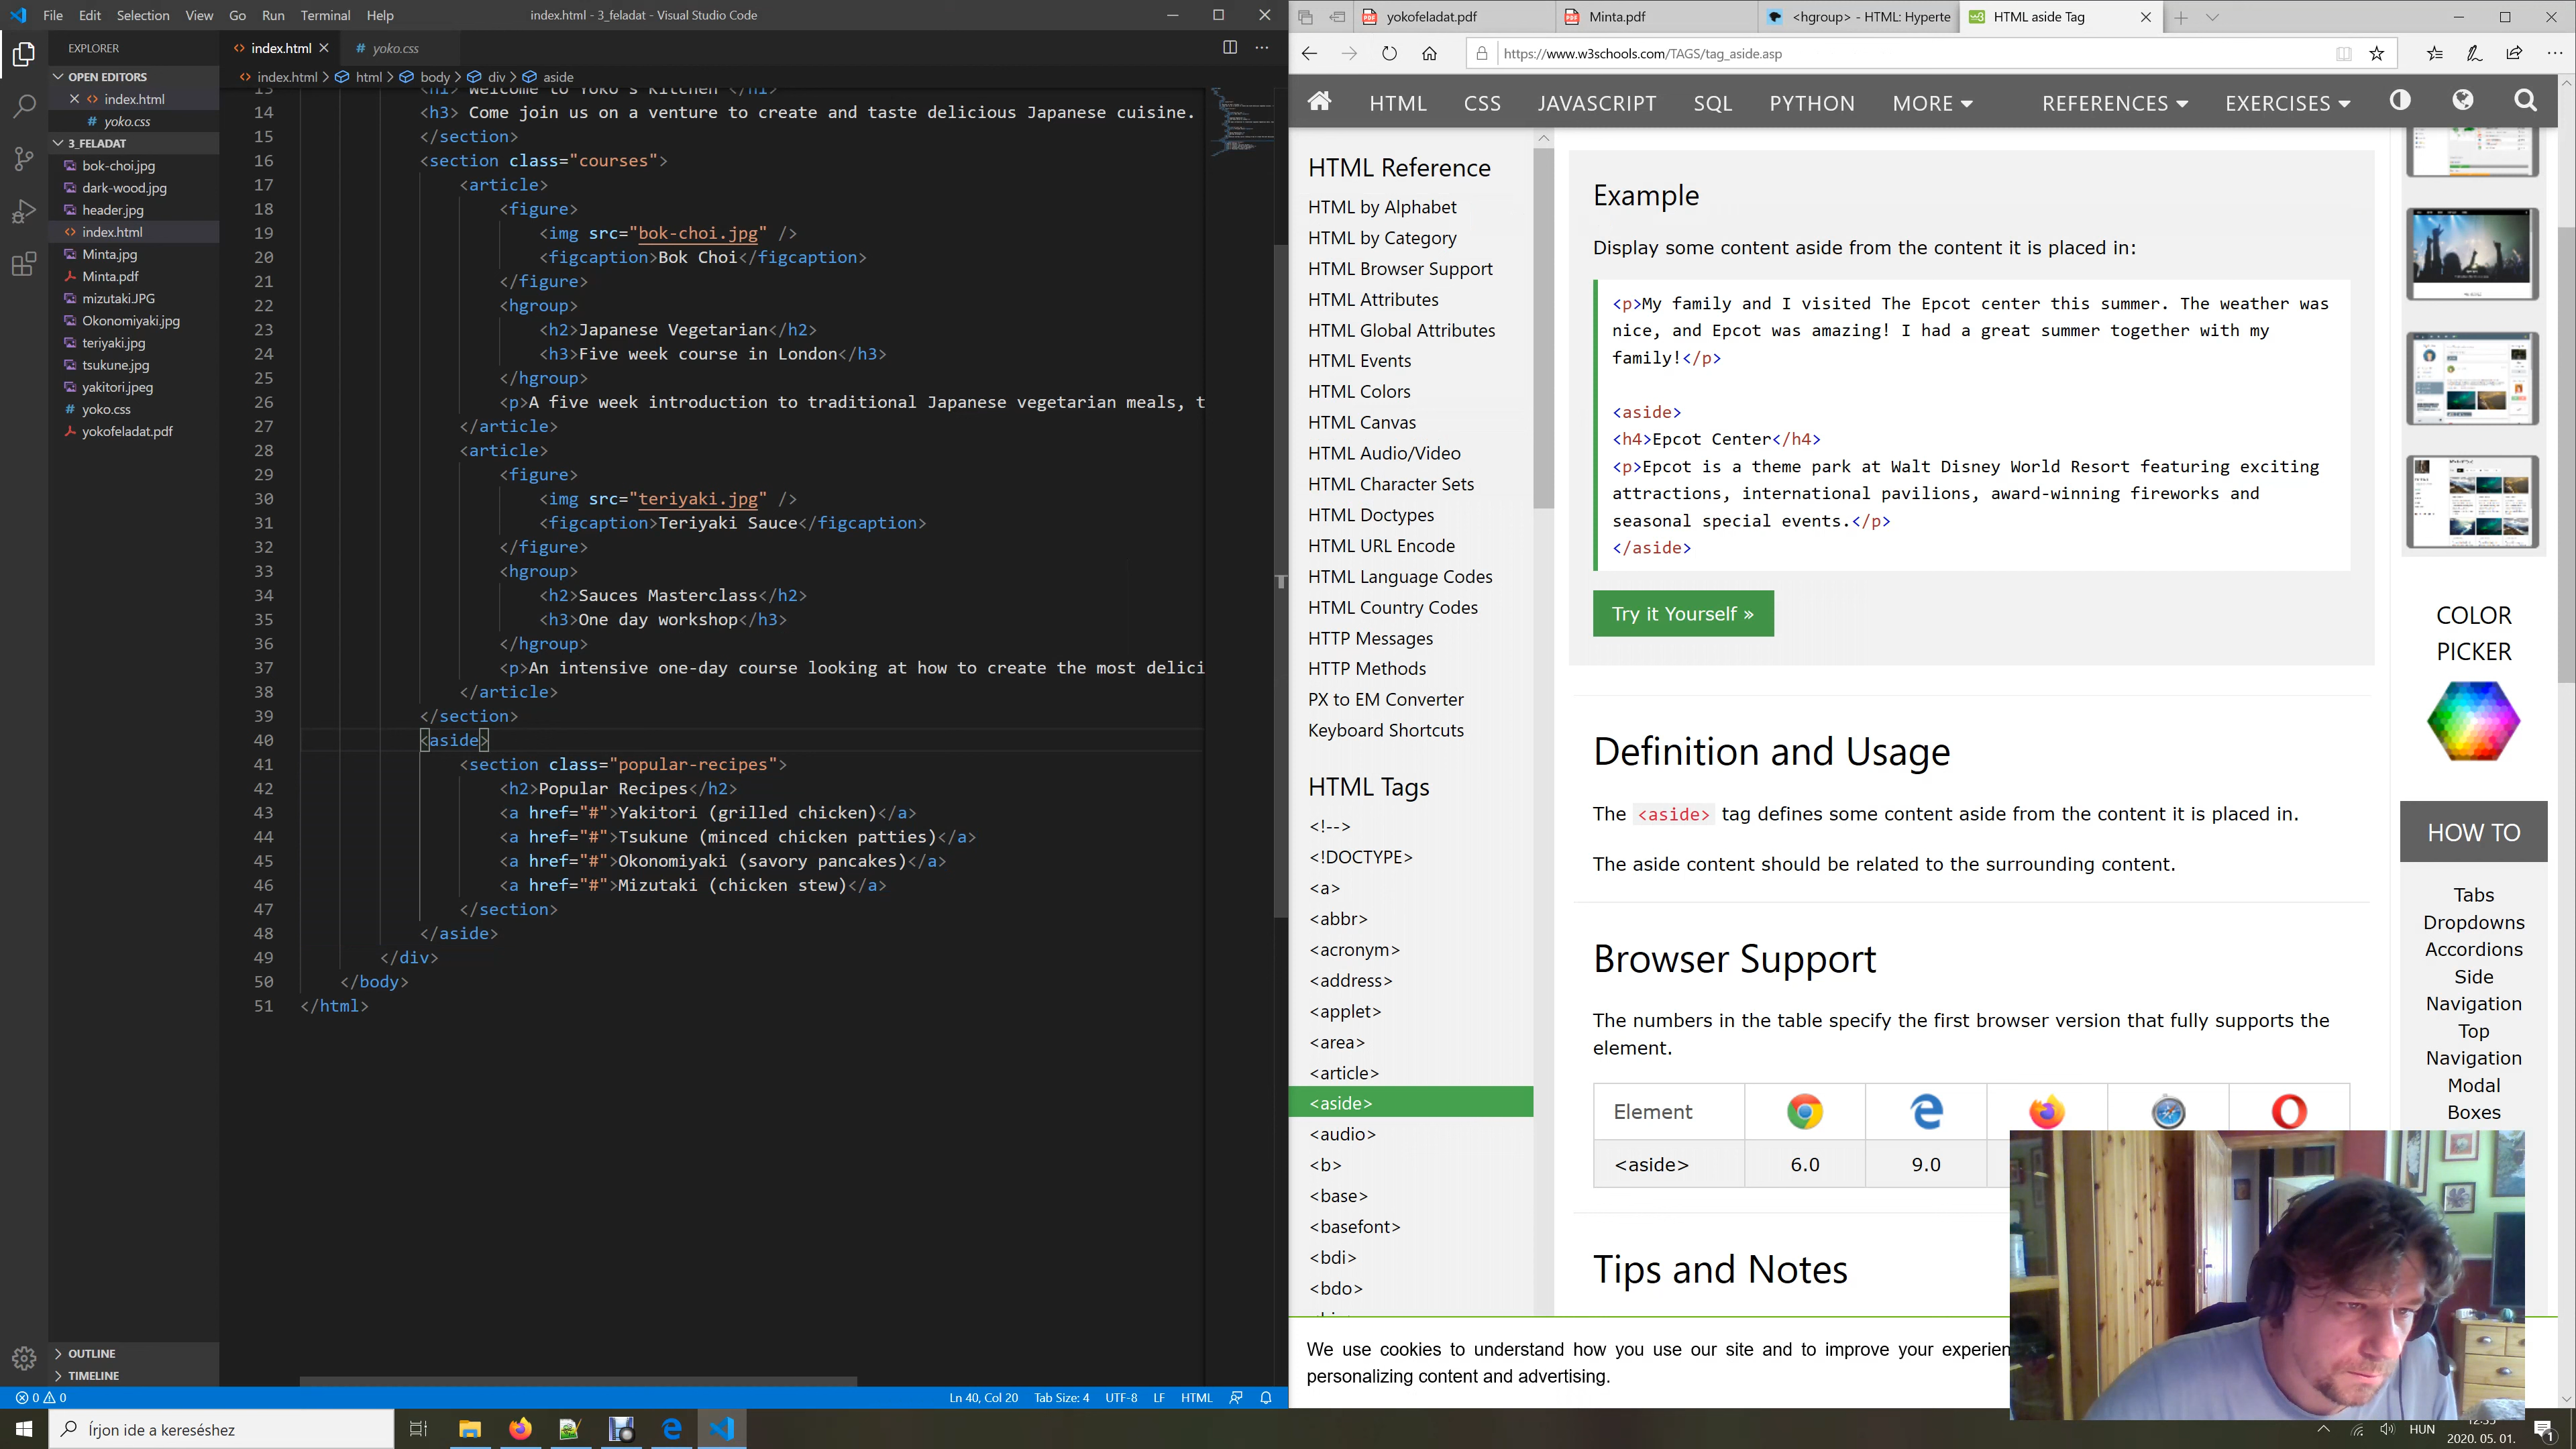 File Edit Selection View Go Run Terminal Help
index.html - 3_feladat - Visual Studio Code
EXPLORER
OPEN EDITORS
index.html
yoko.css
3_FELADAT
bok-choi.jpg
dark-wood.jpg
header.jpg
index.html
Minta.jpg
Minta.pdf
mizutaki.JPG
Okonomiyaki.jpg
teriyaki.jpg
tsukune.jpg
yakitori.jpeg
yoko.css
yokofeladat.pdf
OUTLINE
TIMELINE
index.html yoko.css
index.html > html > body > div > aside
13 <h1> Welcome to Yoko's Kitchen </h1>
14 <h3> Come join us on a venture to create and taste delicious Japanese cuisine.
15 </section>
16 <section class="courses">
17 <article>
18 <figure>
19 <img src="bok-choi.jpg" />
20 <figcaption>Bok Choi</figcaption>
21 </figure>
22 <hgroup>
23 <h2>Japanese Vegetarian</h2>
24 <h3>Five week course in London</h3>
25 </hgroup>
26 <p>A five week introduction to traditional Japanese vegetarian meals, t
27 </article>
28 <article>
29 <figure>
30 <img src="teriyaki.jpg" />
31 <figcaption>Teriyaki Sauce</figcaption>
32 </figure>
33 <hgroup>
34 <h2>Sauces Masterclass</h2>
35 <h3>One day workshop</h3>
36 </hgroup>
37 <p>An intensive one-day course looking at how to create the most delici
38 </article>
39 </section>
40 <aside>
41 <section class="popular-recipes">
42 <h2>Popular Recipes</h2>
43 <a href="#">Yakitori (grilled chicken)</a>
44 <a href="#">Tsukune (minced chicken patties)</a>
45 <a href="#">Okonomiyaki (savory pancakes)</a>
46 <a href="#">Mizutaki (chicken stew)</a>
47 </section>
48 </aside>
49 </div>
50 </body>
51 </html>
0 0
Ln 40, Col 20 Tab Size: 4 UTF-8 LF HTML
yokofeladat.pdf Minta.pdf <hgroup> - HTML: Hyperte HTML aside Tag
https://www.w3schools.com/TAGS/tag_aside.asp
HTML CSS JAVASCRIPT SQL PYTHON MORE REFERENCES EXERCISES
HTML Reference
HTML by Alphabet
HTML by Category
HTML Browser Support
HTML Attributes
HTML Global Attributes
HTML Events
HTML Colors
HTML Canvas
HTML Audio/Video
HTML Character Sets
HTML Doctypes
HTML URL Encode
HTML Language Codes
HTML Country Codes
HTTP Messages
HTTP Methods
PX to EM Converter
Keyboard Shortcuts
HTML Tags
<!-->
<!DOCTYPE>
<a>
<abbr>
<acronym>
<address>
<applet>
<area>
<article>
<aside>
<audio>
<b>
<base>
<basefont>
<bdi>
<bdo>
Example
Display some content aside from the content it is placed in:
<p>My family and I visited The Epcot center this summer. The weather was
nice, and Epcot was amazing! I had a great summer together with my
family!</p>
<aside>
<h4>Epcot Center</h4>
<p>Epcot is a theme park at Walt Disney World Resort featuring exciting
attractions, international pavilions, award-winning fireworks and
seasonal special events.</p>
</aside>
Try it Yourself »
Definition and Usage
The <aside> tag defines some content aside from the content it is placed in.
The aside content should be related to the surrounding content.
Browser Support
The numbers in the table specify the first browser version that fully supports the
element.
Element
<aside> 6.0 9.0
Tips and Notes
COLOR
PICKER
HOW TO
Tabs
Dropdowns
Accordions
Side
Navigation
Top
Navigation
Modal
Boxes
We use cookies to understand how you use our site and to improve your experien
personalizing content and advertising.
Írjon ide a kereséshez
HUN
2020. 05. 01.
1